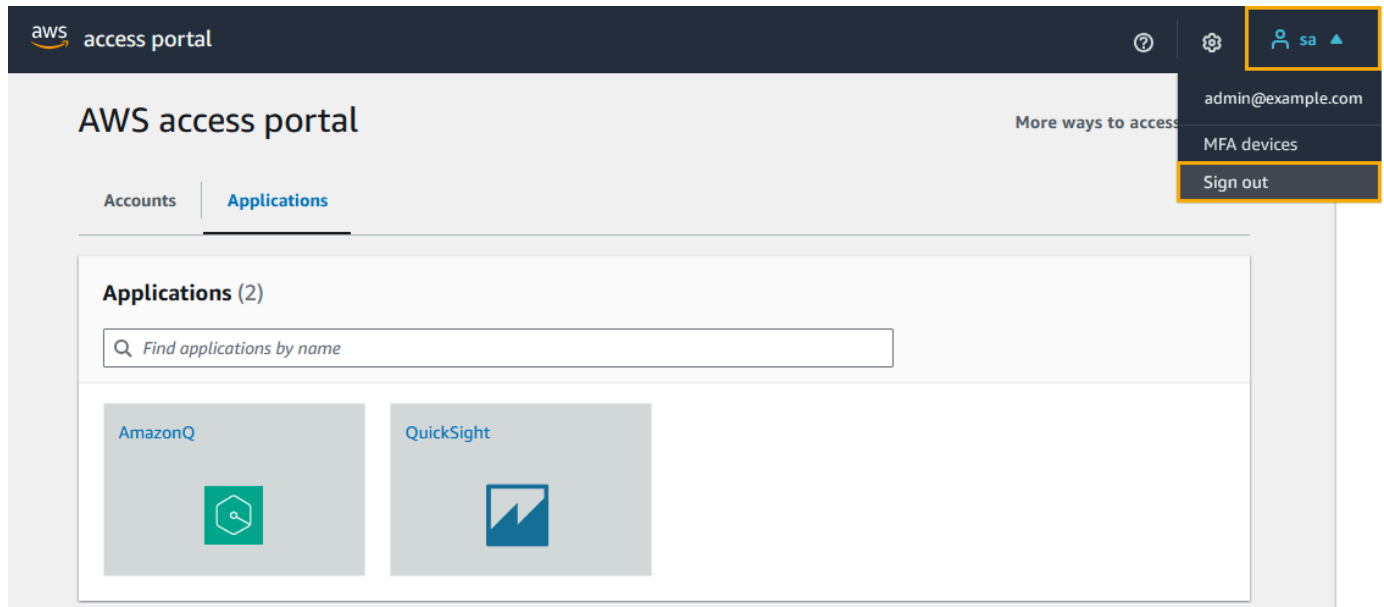 aws access portal
sa
admin@example.com
AWS access portal
More ways to access
MFA devices
Sign out
Accounts
Applications
Applications (2)
Find applications by name
AmazonQ
QuickSight